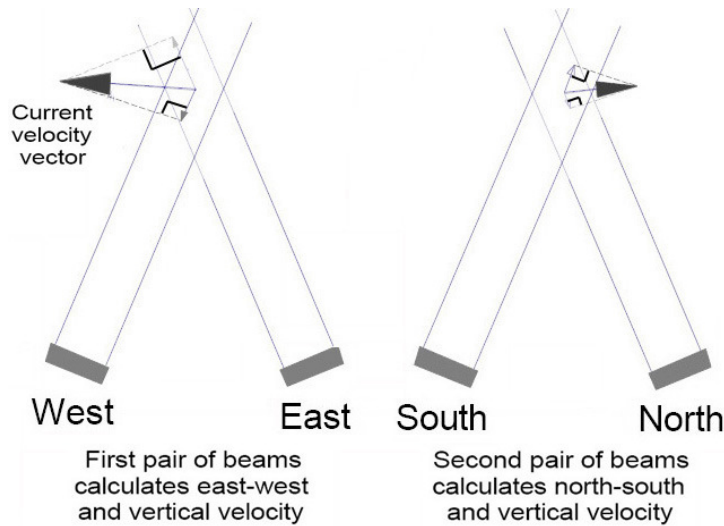 Current
velocity
vector
West
East
South
North
First pair of beams
calculates east-west
and vertical velocity
Second pair of beams
calculates north-south
and vertical velocity